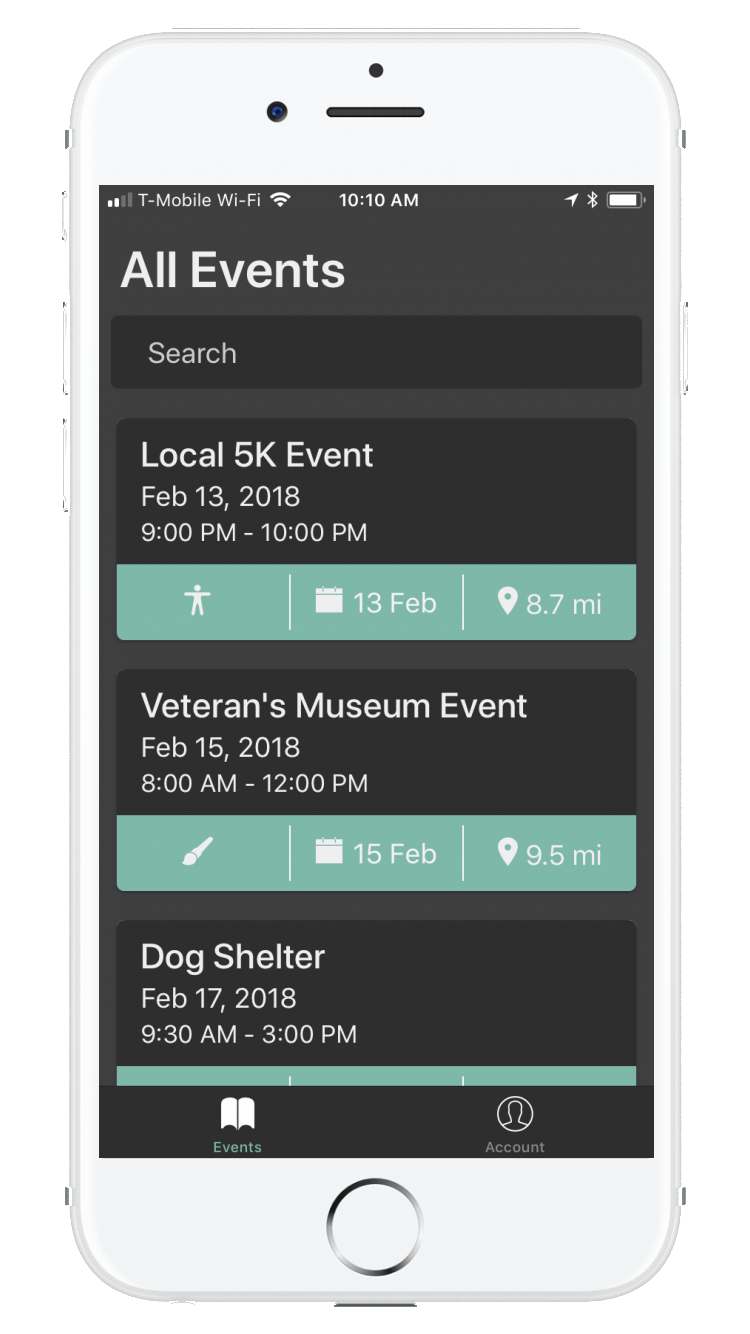 T-Mobile Wi-Fi 10:10 AM
All Events
Search
Local 5K Event
Feb 13, 2018
9:00 PM - 10:00 PM
13 Feb 8.7 mi
Veteran's Museum Event
Feb 15, 2018
8:00 AM - 12:00 PM
15 Feb 9.5 mi
Dog Shelter
Feb 17, 2018
9:30 AM - 3:00 PM
Events Account